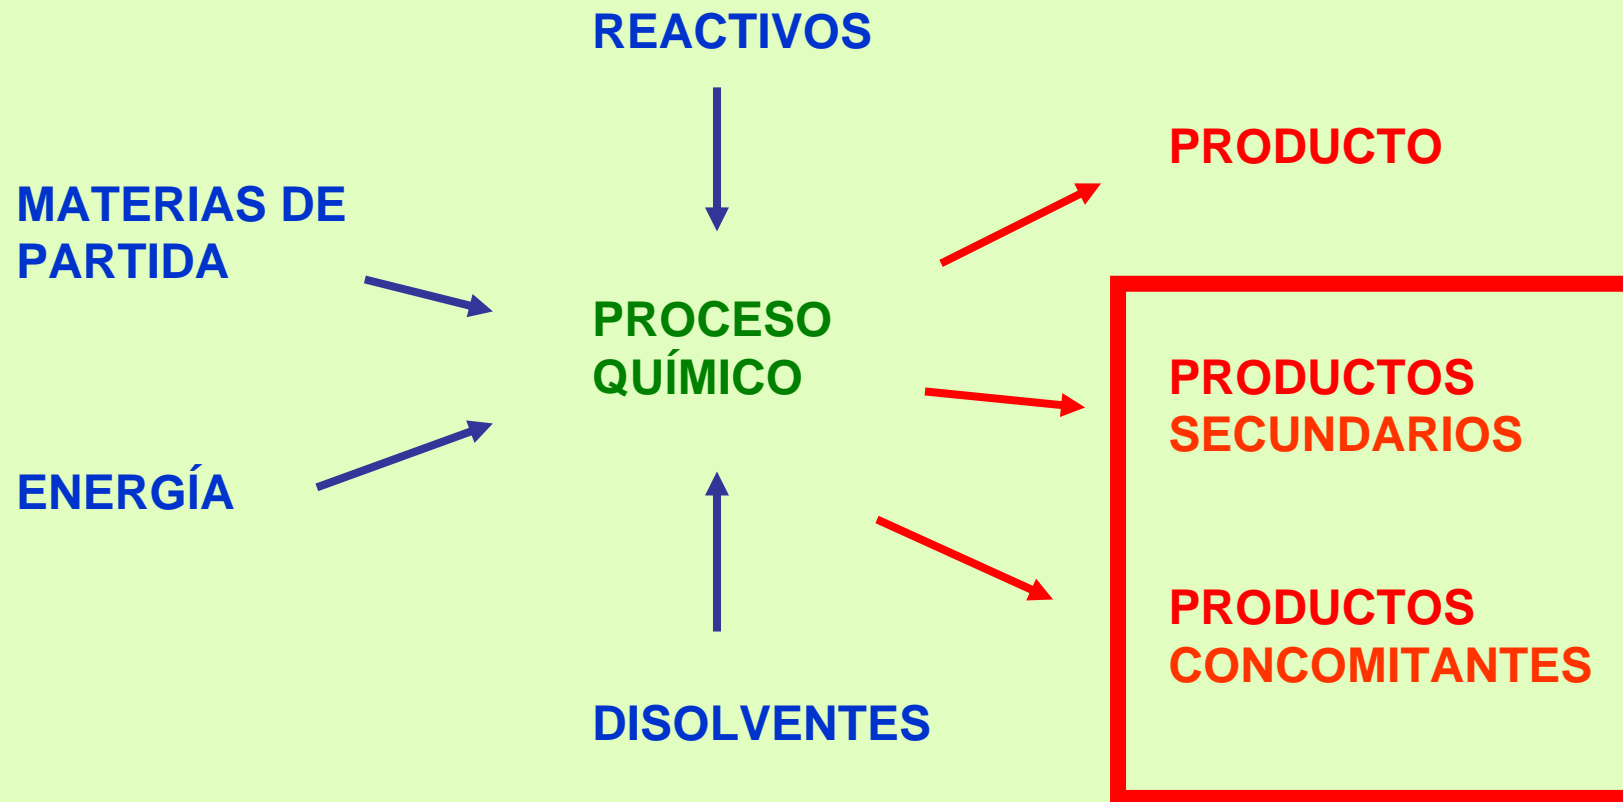 REACTIVOS
PRODUCTO
MATERIAS DE
PARTIDA
PROCESO
QUÍMICO
PRODUCTOS
SECUNDARIOS
ENERGÍA
PRODUCTOS
CONCOMITANTES
DISOLVENTES